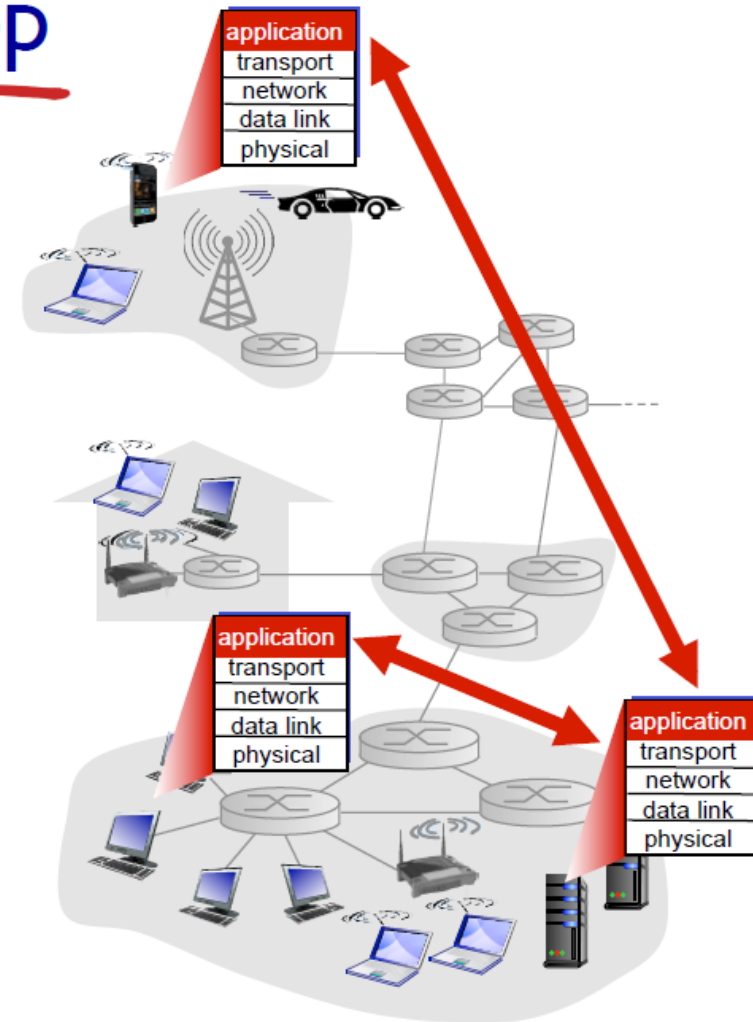 p
application
transport
network
data link
physical
application
transport
network
data link
physical
application
transport
network
data link
physical